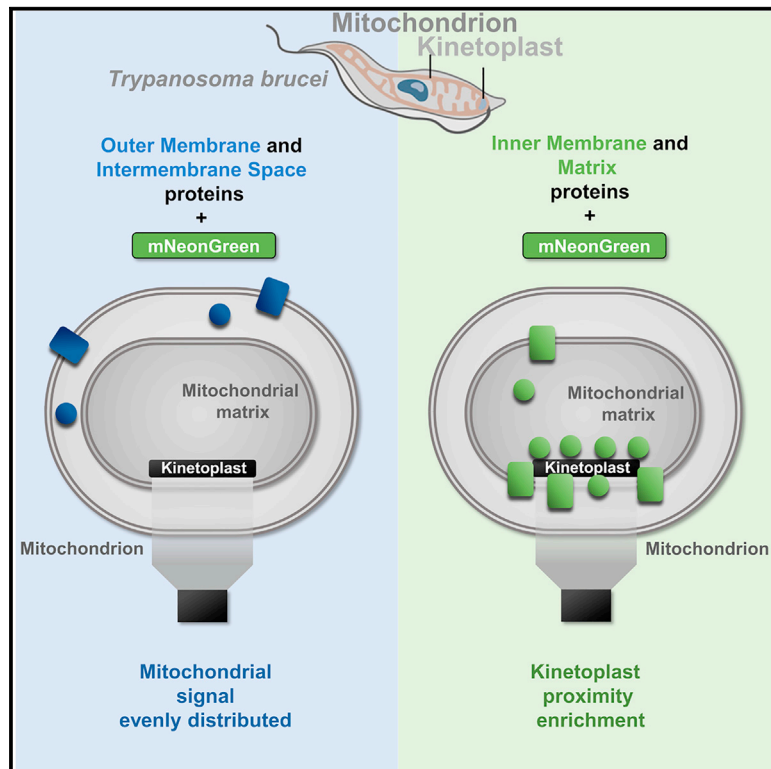 Mitochondrion
Kinetoplast
Trypanosoma brucei
Outer Membrane and
Intermembrane Space
proteins
+
mNeonGreen
Mitochondrial
matrix
Kinetoplast
Mitochondrion
Mitochondrial
signal
evenly distributed
Inner Membrane and
Matrix
proteins
+
mNeonGreen
Mitochondrial
matrix
Kinetoplast
Mitochondrion
Kinetoplast
proximity
enrichment